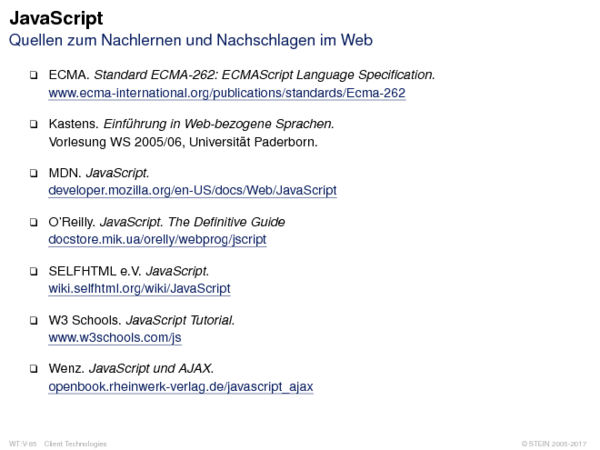 JavaScript
Quellen zum Nachlernen und Nachschlagen im Web
❑ ECMA. Standard ECMA-262: ECMAScript Language Specification.
www.ecma-international.org/publications/standards/Ecma-262
❑ Kastens. Einführung in Web-bezogene Sprachen.
Vorlesung WS 2005/06, Universität Paderborn.
❑ MDN. JavaScript.
developer.mozilla.org/en-US/docs/Web/JavaScript
❑ O'Reilly. JavaScript. The Definitive Guide
docstore.mik.ua/orelly/webprog/jscript
❑ SELFHTML e.V. JavaScript.
wiki.selfhtml.org/wiki/JavaScript
❑ W3 Schools. JavaScript Tutorial.
www.w3schools.com/js
❑ Wenz. JavaScript und AJAX.
openbook.rheinwerk-verlag.de/javascript_ajax
WT:V-65 Client Technologies © STEIN 2005-2017